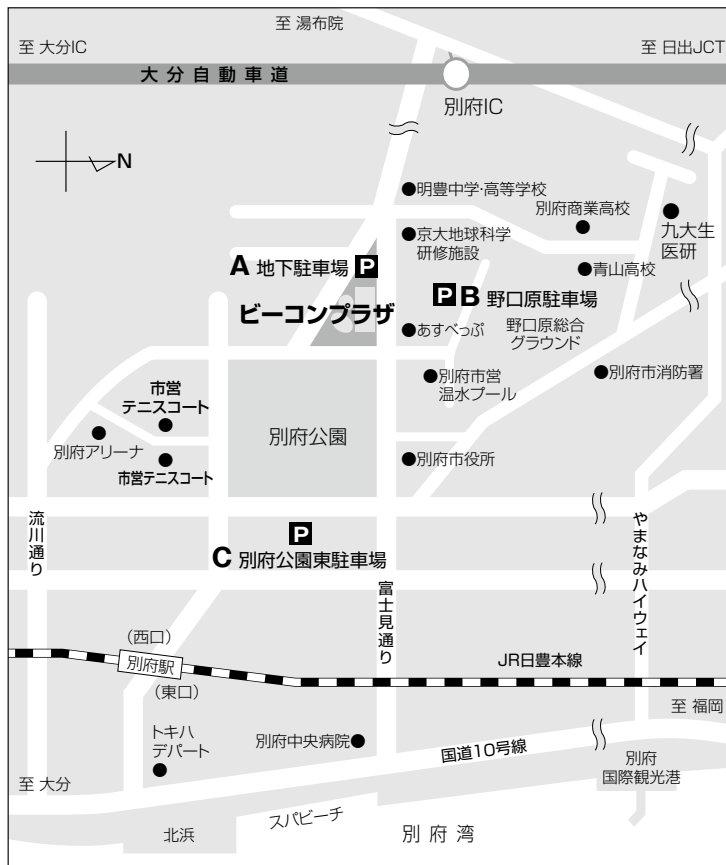 至 湯布院
至 大分IC
至 日出JCT
大分自動車道
別府IC
N
明豊中学・高等学校
別府商業高校
京大地球科学
研修施設
九大生
医研
青山高校
A 地下駐車場 P
P B 野口原駐車場
ビーコンプラザ
あすべっぷ
野口原総合
グラウンド
別府市営
温水プール
別府市消防署
市営
テニスコート
別府公園
別府アリーナ
市営テニスコート
別府市役所
流川通り
P
C 別府公園東駐車場
富士見通り
やまなみハイウェイ
(西口)
別府駅
(東口)
JR日豊本線
至 福岡
トキハ
デパート
別府中央病院
国道10号線
別府
国際観光港
至 大分
スパビーチ
北浜
別府湾